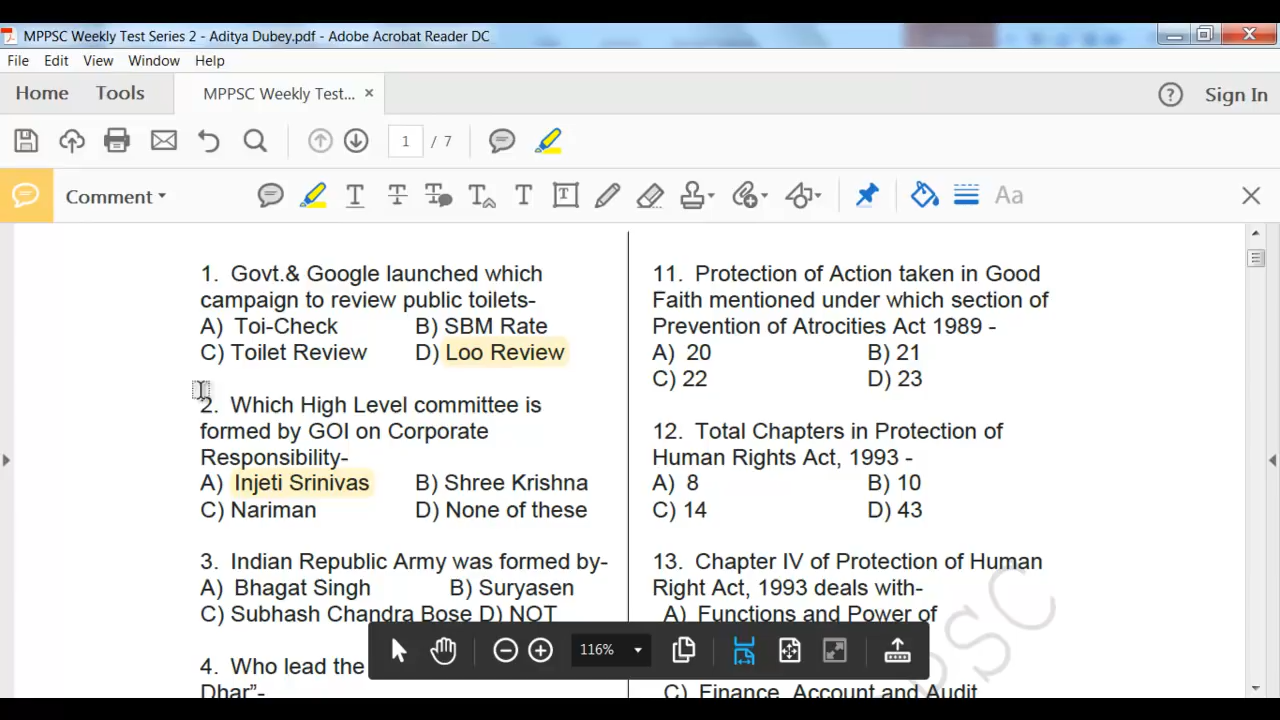 MPPSC Weekly Test Series 2 - Aditya Dubey.pdf - Adobe Acrobat Reader DC
File Edit View Window Help
Home Tools MPPSC Weekly Test... × Sign In
1 / 7
Comment
1. Govt.& Google launched which
campaign to review public toilets-
A) Toi-Check B) SBM Rate
C) Toilet Review D) Loo Review
2. Which High Level committee is
formed by GOI on Corporate
Responsibility-
A) Injeti Srinivas B) Shree Krishna
C) Nariman D) None of these
3. Indian Republic Army was formed by-
A) Bhagat Singh B) Suryasen
C) Subhash Chandra Bose D) NOT
4. Who lead the
Dhar"-
11. Protection of Action taken in Good
Faith mentioned under which section of
Prevention of Atrocities Act 1989 -
A) 20 B) 21
C) 22 D) 23
12. Total Chapters in Protection of
Human Rights Act, 1993 -
A) 8 B) 10
C) 14 D) 43
13. Chapter IV of Protection of Human
Right Act, 1993 deals with-
A) Functions and Power of
C) Finance, Account and Audit
PSC
116%